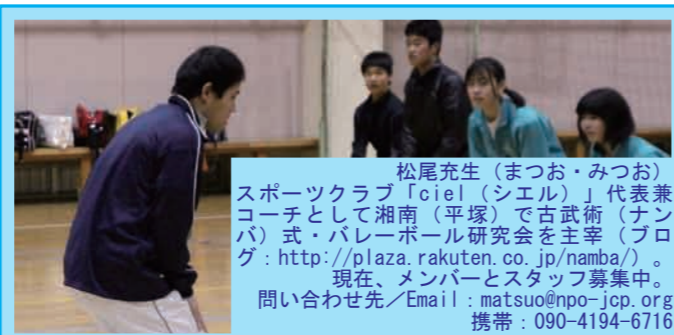 松尾充生（まつお・みつお）
スポーツクラブ「ciel（シエル）」代表兼
コーチとして湘南（平塚）で古武術（ナン
バ）式・バレーボール研究会を主宰（ブロ
グ：http://plaza.rakuten.co.jp/namba/）。
現在、メンバーとスタッフ募集中。
問い合わせ先／Email：matsuo@npo-jcp.org
携帯：090-4194-6716